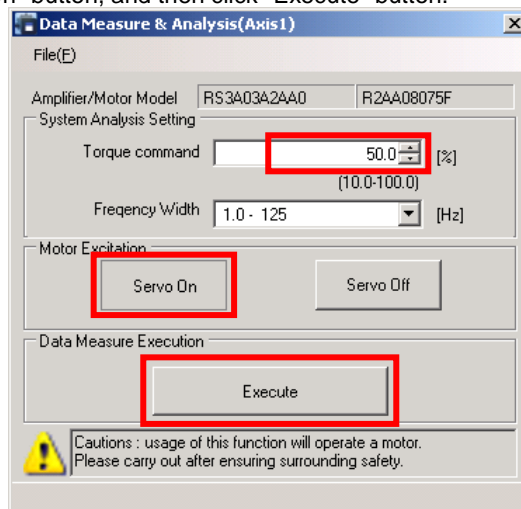 button, and then click "Execute" button.
Data Measure & Analysis(Axis1)
File(F)
Amplifier/Motor Model RS3A03A2AA0 R2AA08075F
System Analysis Setting
Torque command 50.0 [%]
(10.0-100.0)
Freqency Width 1.0 - 125 [Hz]
Motor Excitation
Servo On Servo Off
Data Measure Execution
Execute
Cautions : usage of this function will operate a motor.
Please carry out after ensuring surrounding safety.